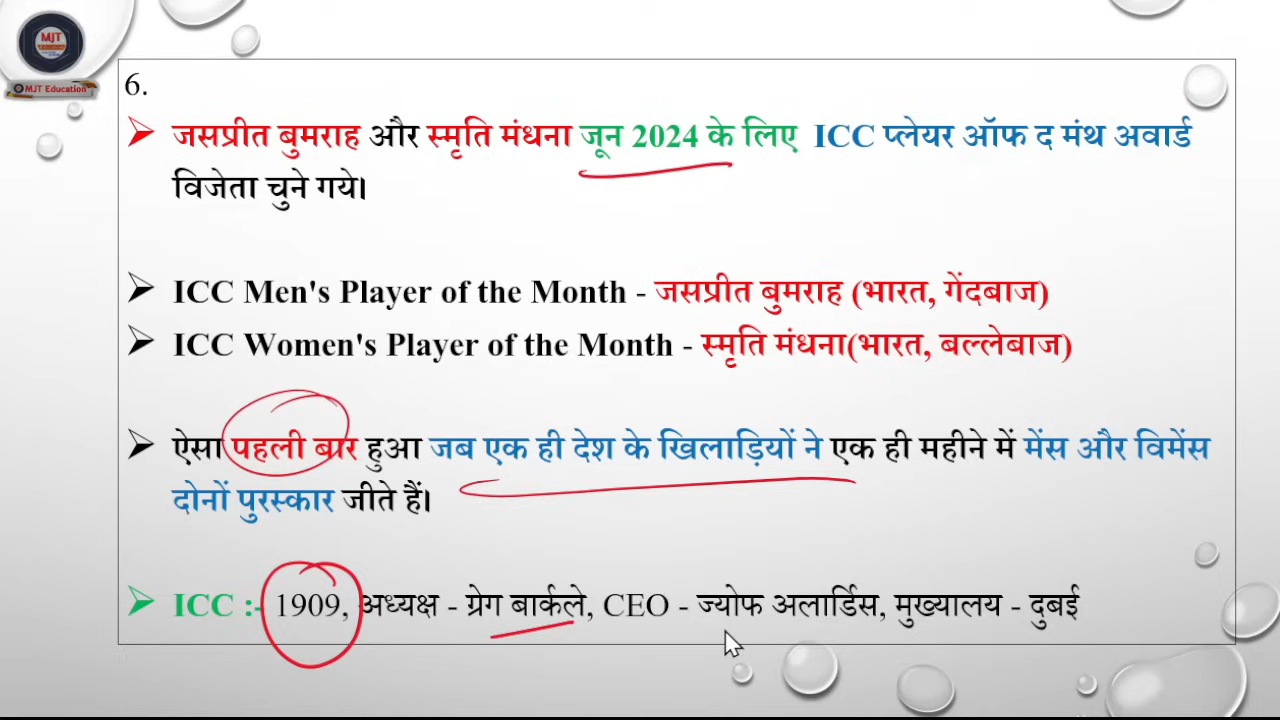 MJT
MJT Education
6.
जसप्रीत बुमराह और स्मृति मंधना जून 2024 के लिए ICC प्लेयर ऑफ द मंथ अवार्ड
विजेता चुने गये।
ICC Men's Player of the Month - जसप्रीत बुमराह (भारत, गेंदबाज)
ICC Women's Player of the Month - स्मृति मंधना(भारत, बल्लेबाज)
ऐसा पहली बार हुआ जब एक ही देश के खिलाड़ियों ने एक ही महीने में मेंस और विमेंस
दोनों पुरस्कार जीते हैं।
ICC :- 1909, अध्यक्ष - ग्रेग बार्कले, CEO - ज्योफ अलार्डिस, मुख्यालय - दुबई